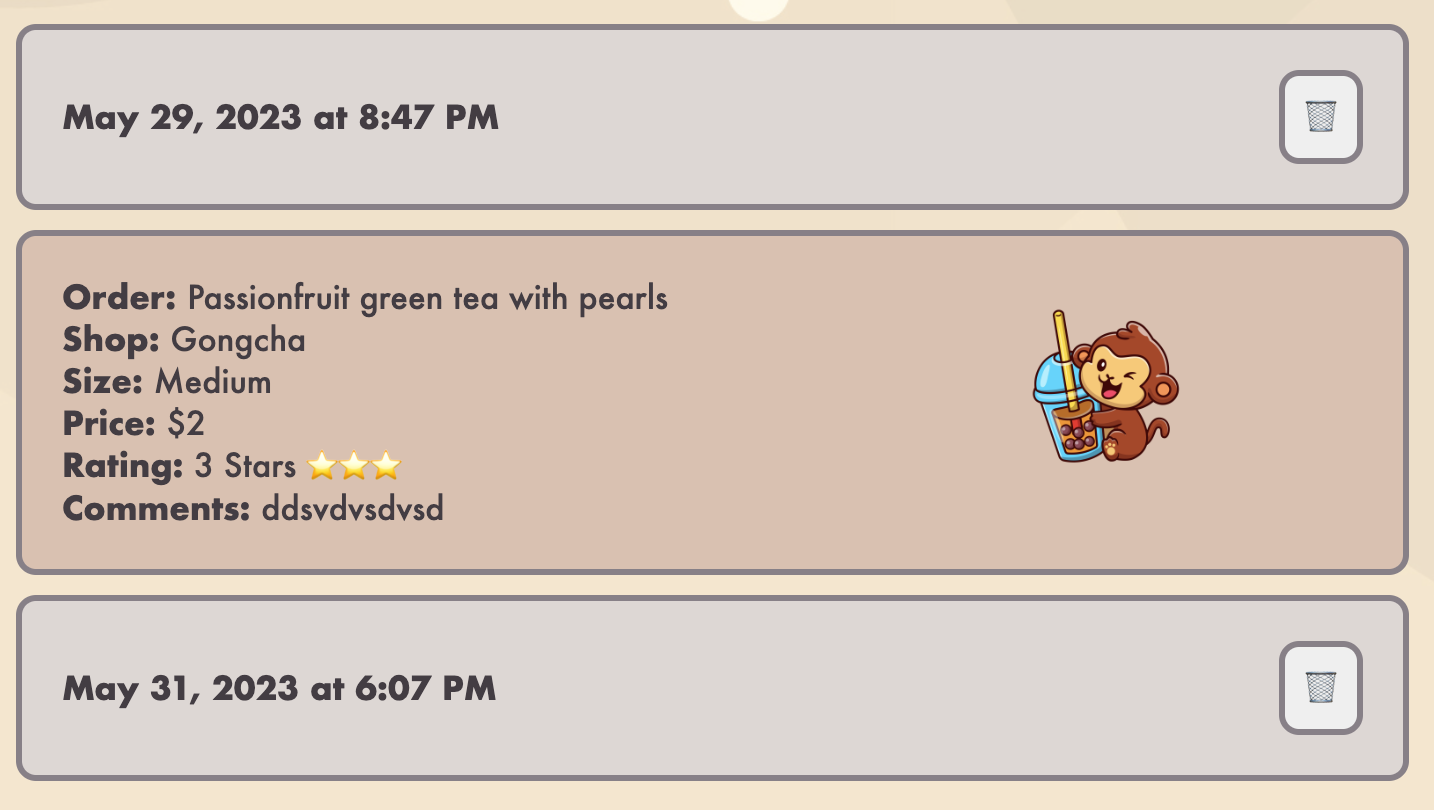 May 29, 2023 at 8:47 PM
Order: Passionfruit green tea with pearls
Shop: Gongcha
Size: Medium
Price: $2
Rating: 3 Stars ⭐⭐⭐
Comments: ddsvdvsdvsd
May 31, 2023 at 6:07 PM